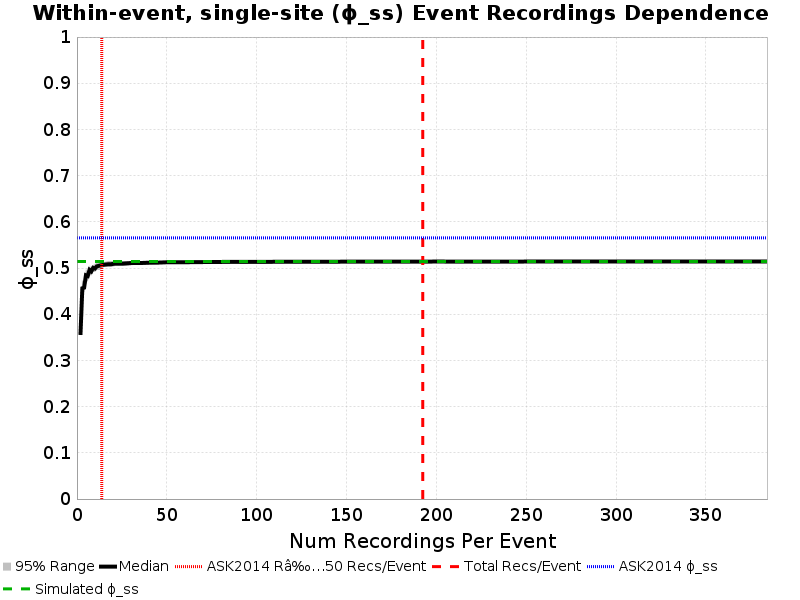 Within-event, single-site (ϕ_ss) Event Recordings Dependence
1
0.9
0.8
0.7
0.6
0.5
0.4
0.3
0.2
0.1
0
ϕ_ss
0 50 100 150 200 250 300 350
Num Recordings Per Event
95% Range Median ASK2014 Râ‰…50 Recs/Event Total Recs/Event ASK2014 ϕ_ss
Simulated ϕ_ss